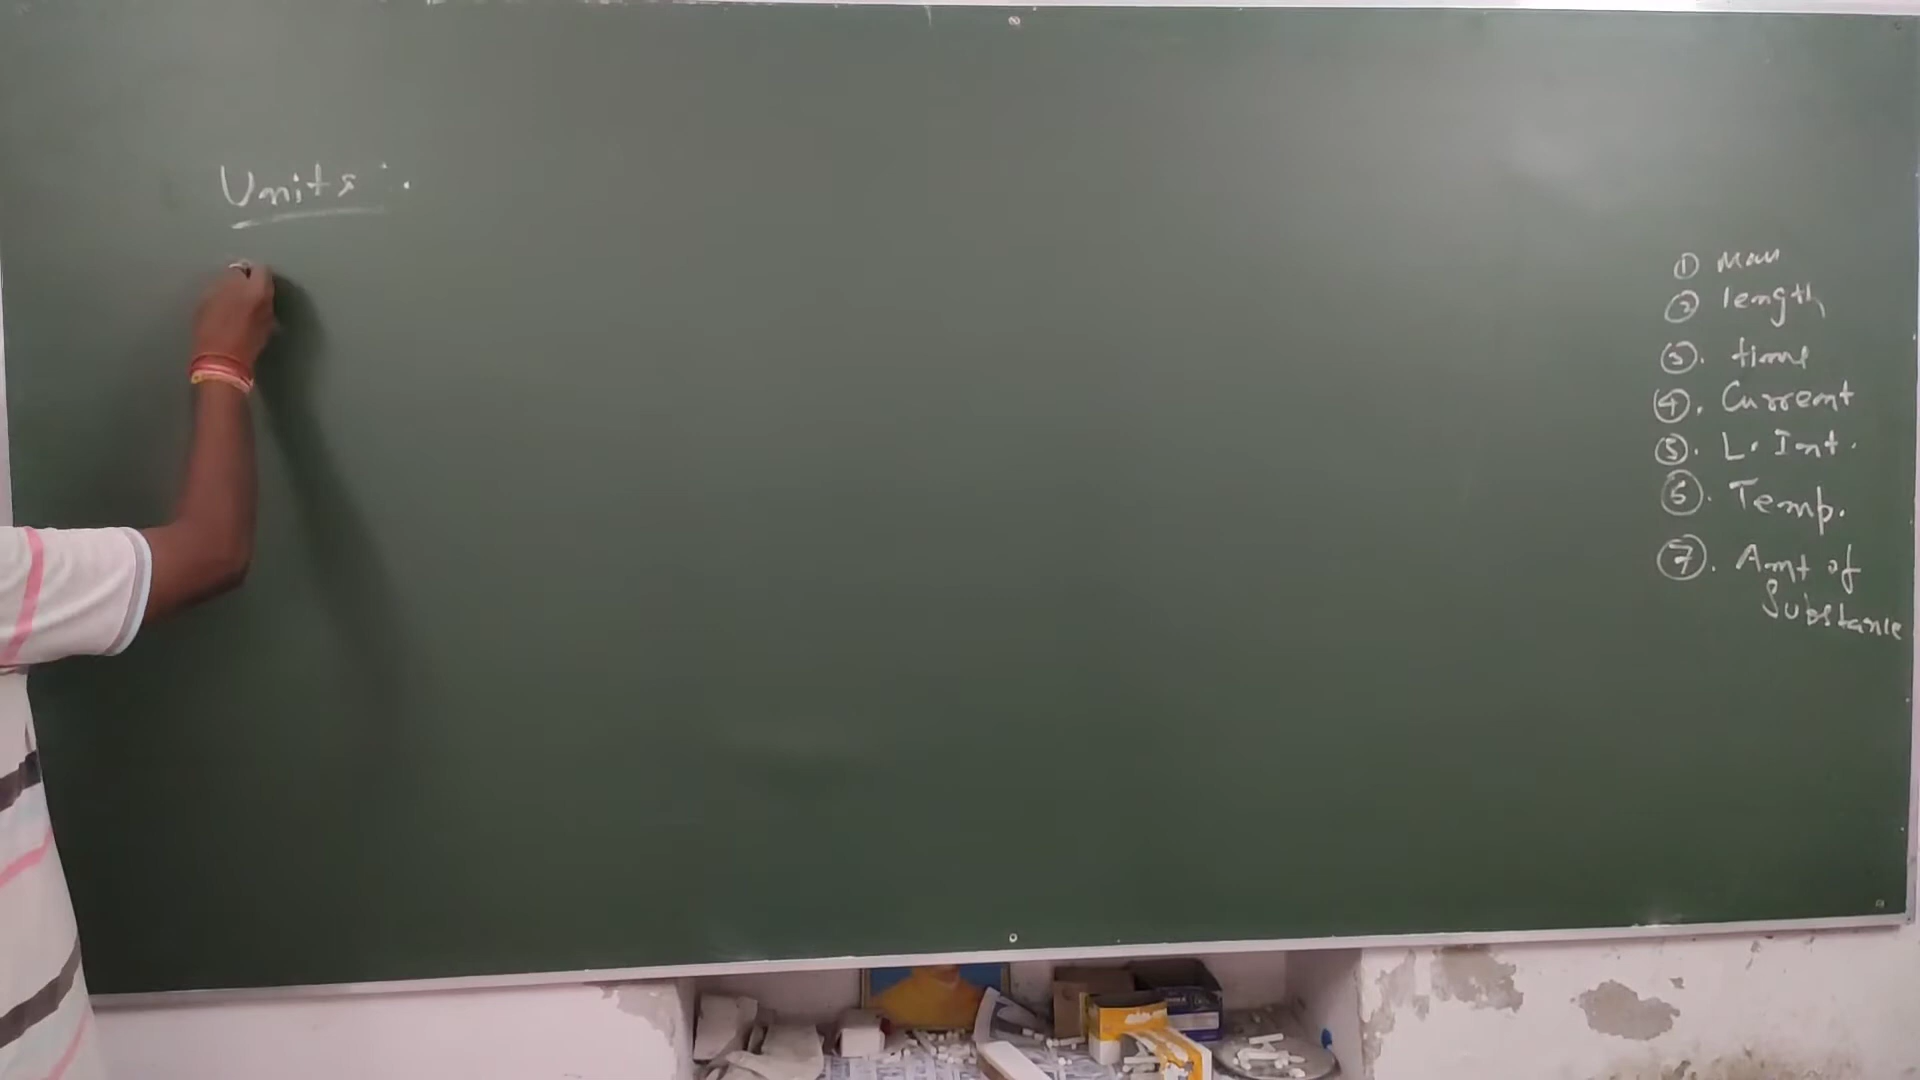 Units :.
① Mass
② length
③. time
④. Current
⑤. L. Int.
⑥. Temp.
⑦. Amt of
Substance